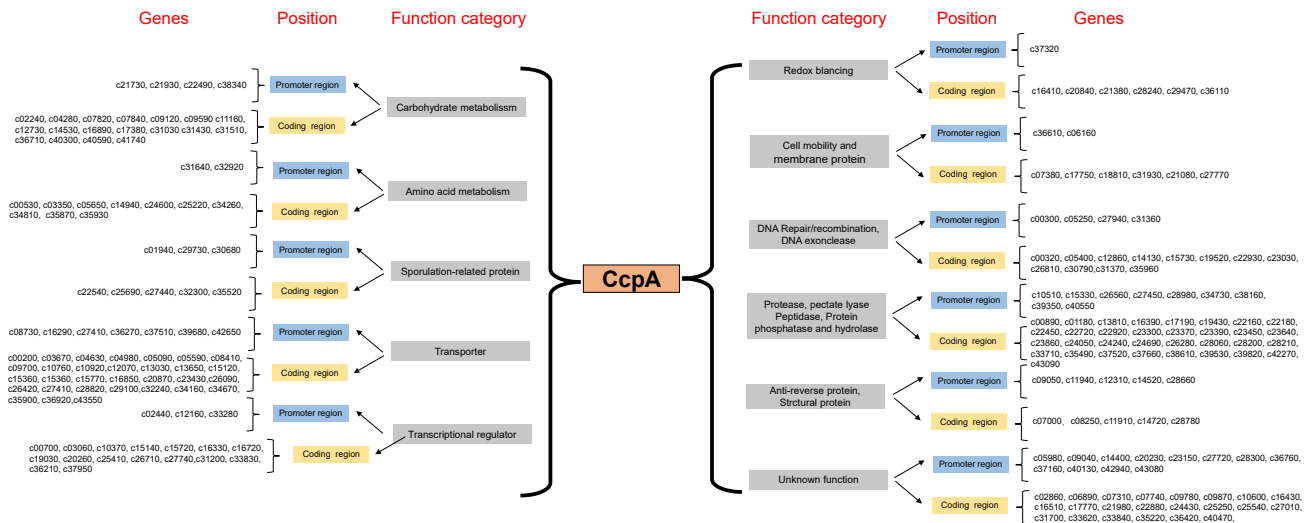 Genes
Position
Function category
c21730, c21930, c22490, c38340
Promoter region
Carbohydrate metabolissm
c02240, c04280, c07820, c07840, c09120, c09590 c11160,
c12730, c14530, c16890, c17380, c31030 c31430, c31510,
c36710, c40300, c40590, c41740
Coding region
c31640, c32920
Promoter region
Amino acid metabolism
c00530, c03350, c05650, c14940, c24600, c25220, c34260,
c34810, c35870, c35930
Coding region
c01940, c29730, c30680
Promoter region
Sporulation-related protein
c22540, c25690, c27440, c32300, c35520
Coding region
c08730, c16290, c27410, c36270, c37510, c39680, c42650
Promoter region
Transporter
c00200, c03670, c04630, c04980, c05090, c05590, c08410,
c09700, c10760, c10920,c12070, c13030, c13650, c15120,
c15360, c15360, c15770, c16850, c20870, c23430, c26090,
c26420, c27410, c28820, c29100, c32240, c34160, c34670,
c35900, c36920, c43550
Coding region
c02440, c12160, c33280
Promoter region
Transcriptional regulator
c00700, c03060, c10370, c15140, c15720, c16330, c16720,
c19030, c20260, c25410, c26710, c27740,c31200, c33830,
c36210, c37950
Coding region
CcpA
Function category
Position
Genes
Redox blancing
Promoter region
c37320
Coding region
c16410, c20840, c21380, c28240, c29470, c36110
Cell mobility and
membrane protein
Promoter region
c36610, c06160
Coding region
c07380, c17750, c18810, c31930, c21080, c27770
DNA Repair/recombination,
DNA exonclease
Promoter region
c00300, c05250, c27940, c31360
Coding region
c00320, c05400, c12860, c14130, c15730, c19520, c22930, c23030,
c26810, c30790, c31370, c35960
Protease, pectate lyase
Peptidase, Protein
phosphatase and hydrolase
Promoter region
c10510, c15330, c26560, c27450, c28980, c34730, c38160,
c39350, c40550
Coding region
c00890, c01180, c13810, c16390, c17190, c19430, c22160, c22180,
c22450, c22720, c22920, c23300, c23370, c23390, c23450, c23640,
c23860, c24050, c24240, c24690, c26280, c28060, c28200, c28210,
c33710, c35490, c37520, c37660, c38610, c39530, c39820, c42270,
c43090
Anti-reverse protein,
Strctural protein
Promoter region
c09050, c11940, c12310, c14520, c28660
Coding region
c07000, c08250, c11910, c14720, c28780
Unknown function
Promoter region
c05980, c09040, c14400, c20230, c23150, c27720, c28300, c36760,
c37160, c40130, c42940, c43080
Coding region
c02860, c06890, c07310, c07740, c09780, c09870, c10600, c16430,
c16510, c17770, c21980, c22880, c24430, c25250, c25540, c27010,
c31700, c33620, c33840, c35220, c36420, c40470,